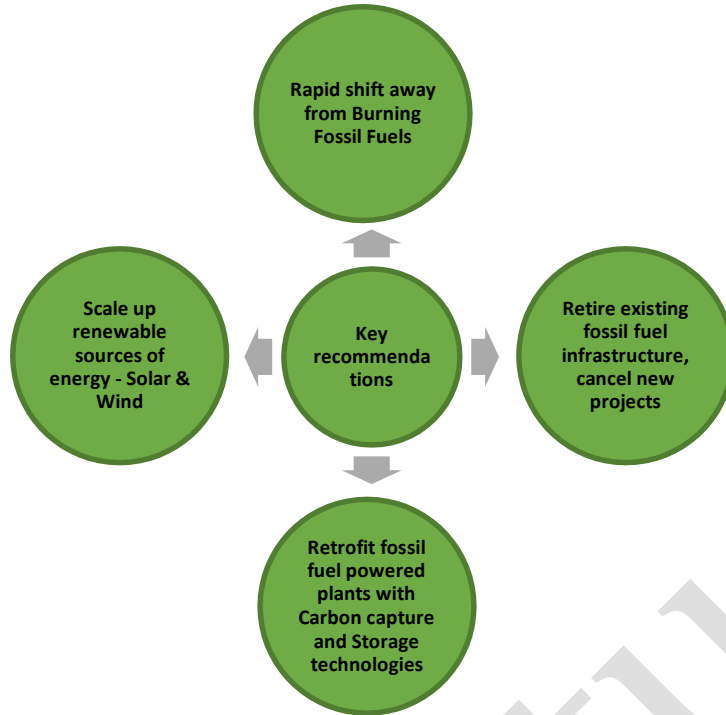 Rapid shift away
from Burning
Fossil Fuels
Scale up
renewable
sources of
energy - Solar &
Wind
Key
recommenda
tions
Retire existing
fossil fuel
infrastructure,
cancel new
projects
Retrofit fossil
fuel powered
plants with
Carbon capture
and Storage
technologies